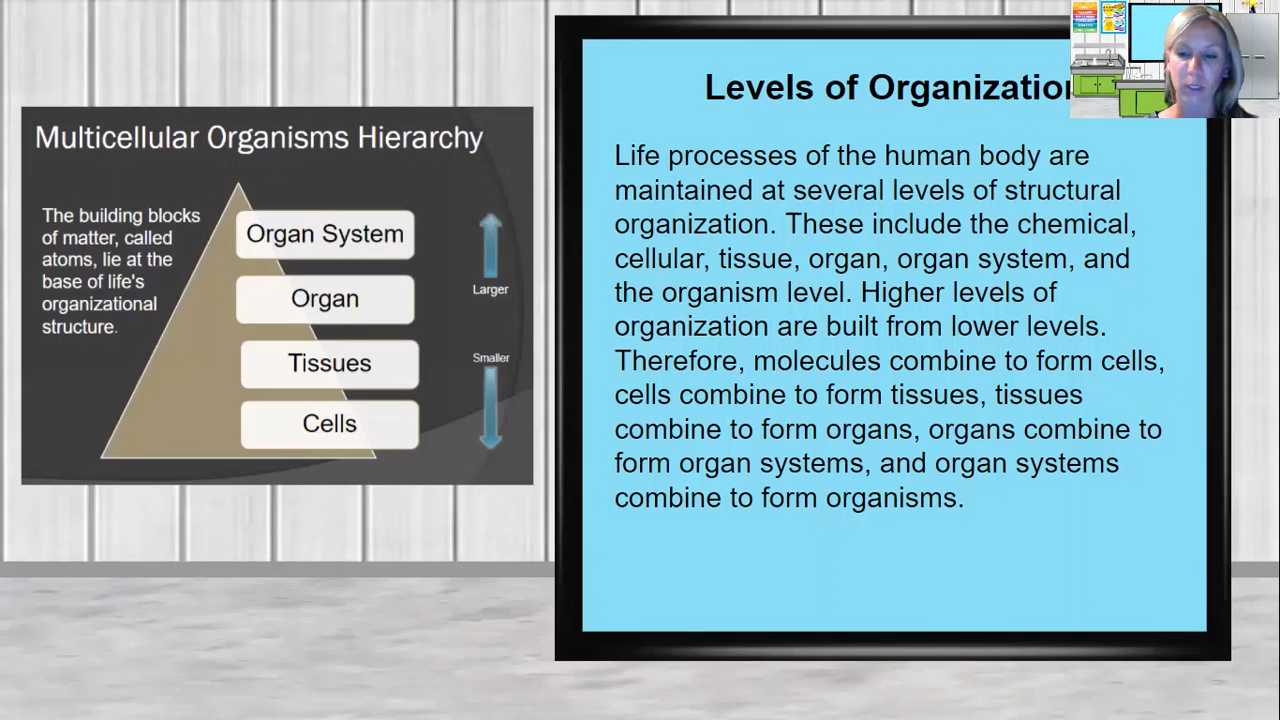 Multicellular Organisms Hierarchy
The building blocks
of matter, called
atoms, lie at the
base of life's
organizational
structure.
Organ System
Organ
Tissues
Cells
Larger
Smaller
Levels of Organization
Life processes of the human body are
maintained at several levels of structural
organization. These include the chemical,
cellular, tissue, organ, organ system, and
the organism level. Higher levels of
organization are built from lower levels.
Therefore, molecules combine to form cells,
cells combine to form tissues, tissues
combine to form organs, organs combine to
form organ systems, and organ systems
combine to form organisms.